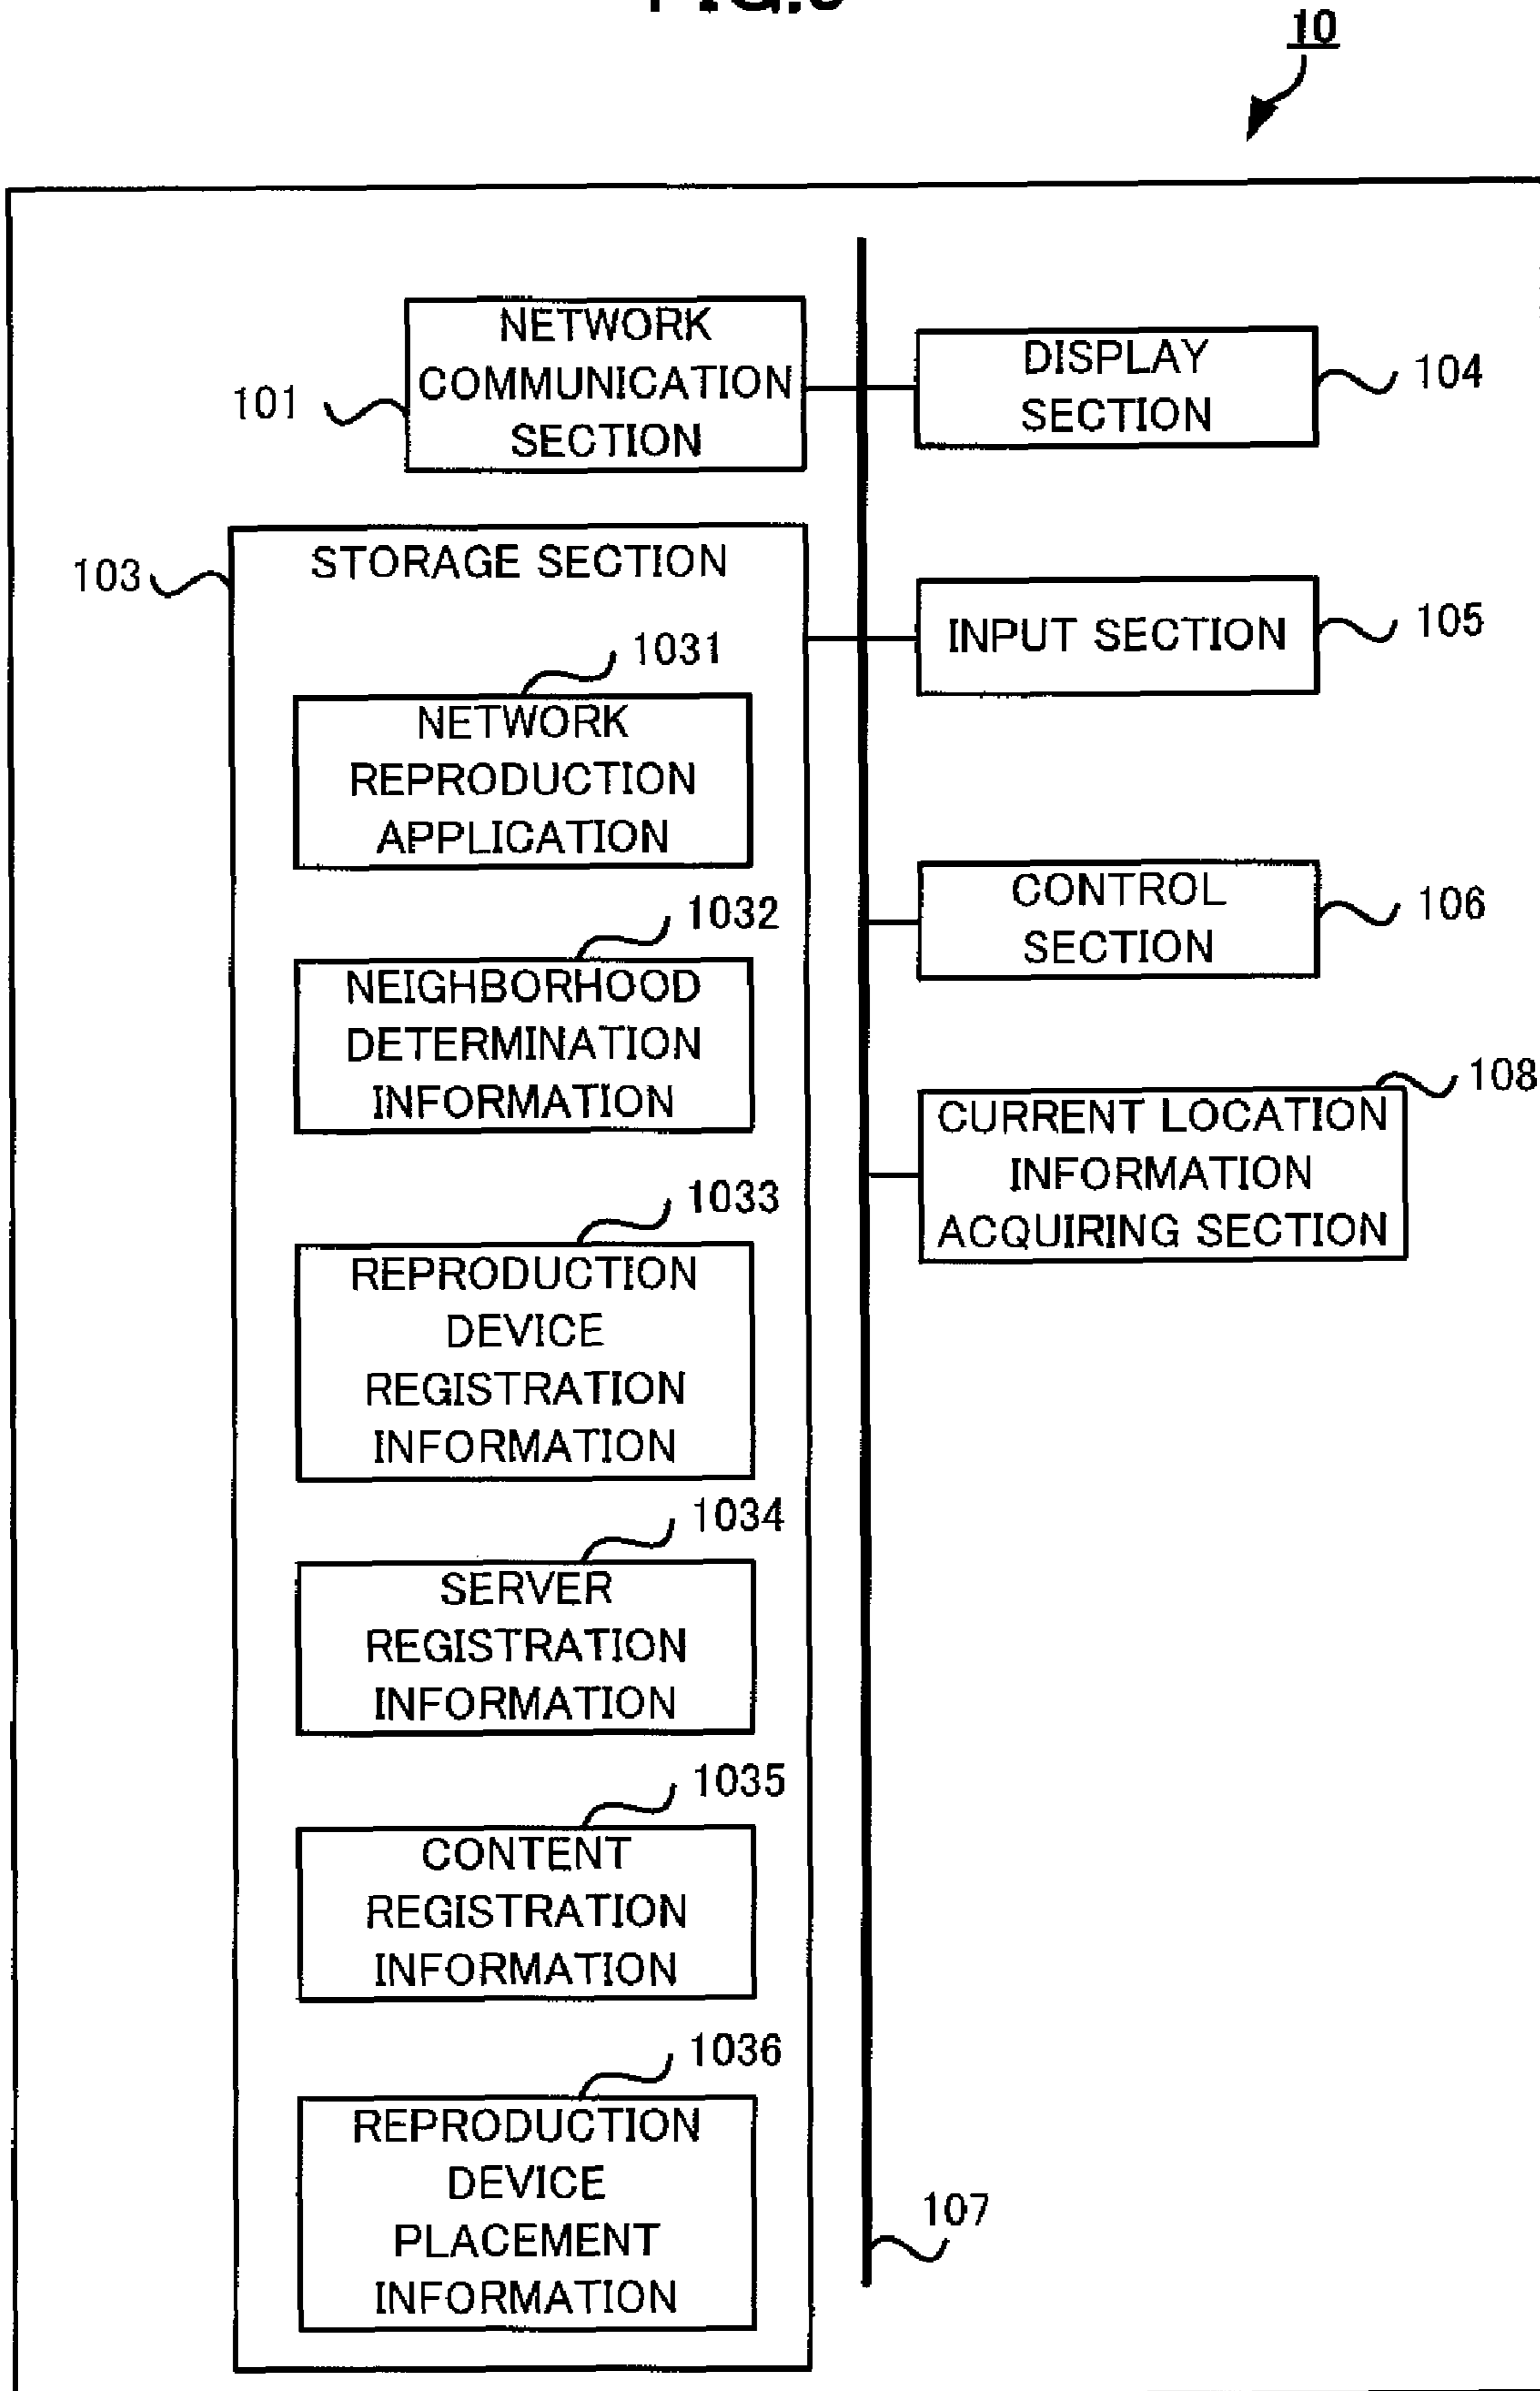 10
NETWORK
COMMUNICATION
SECTION
101
DISPLAY
SECTION
104
103
STORAGE SECTION
INPUT SECTION
105
1031
NETWORK
REPRODUCTION
APPLICATION
CONTROL
SECTION
106
1032
NEIGHBORHOOD
DETERMINATION
INFORMATION
108
CURRENT LOCATION
INFORMATION
ACQUIRING SECTION
1033
REPRODUCTION
DEVICE
REGISTRATION
INFORMATION
1034
SERVER
REGISTRATION
INFORMATION
1035
CONTENT
REGISTRATION
INFORMATION
1036
REPRODUCTION
DEVICE
PLACEMENT
INFORMATION
107